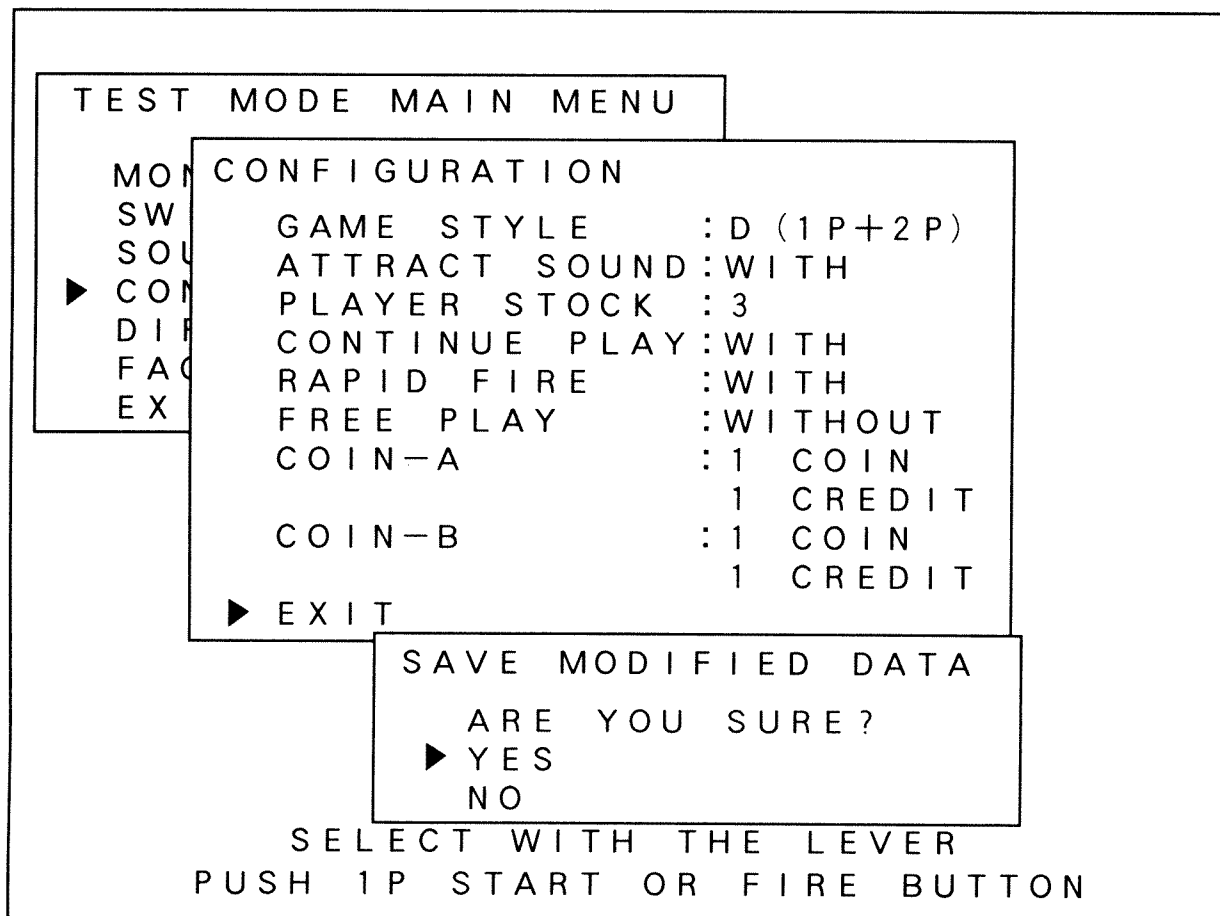 TEST MODE MAIN MENU
MON
SW
SOU
CON
DIF
FAC
EX
CONFIGURATION
GAME STYLE :D (1P+2P)
ATTRACT SOUND:WITH
PLAYER STOCK :3
CONTINUE PLAY:WITH
RAPID FIRE :WITH
FREE PLAY :WITHOUT
COIN-A :1 COIN
1 CREDIT
COIN-B :1 COIN
1 CREDIT
▶ EXIT
SAVE MODIFIED DATA
ARE YOU SURE?
▶ YES
NO
SELECT WITH THE LEVER
PUSH 1P START OR FIRE BUTTON